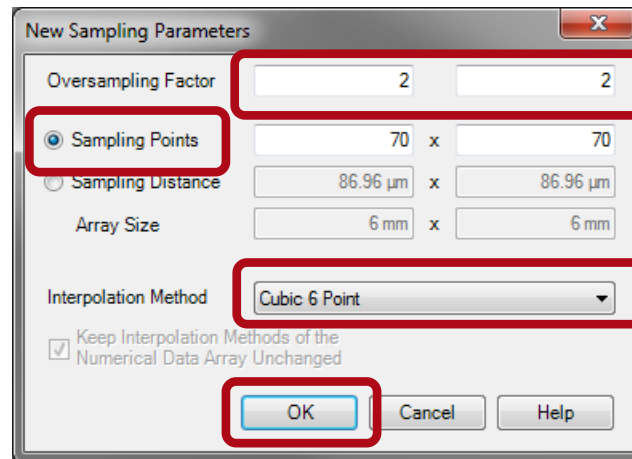 New Sampling Parameters
Oversampling Factor 2 2
Sampling Points 70 x 70
Sampling Distance 86.96 µm x 86.96 µm
Array Size 6 mm x 6 mm
Interpolation Method Cubic 6 Point
Keep Interpolation Methods of the
Numerical Data Array Unchanged
OK Cancel Help